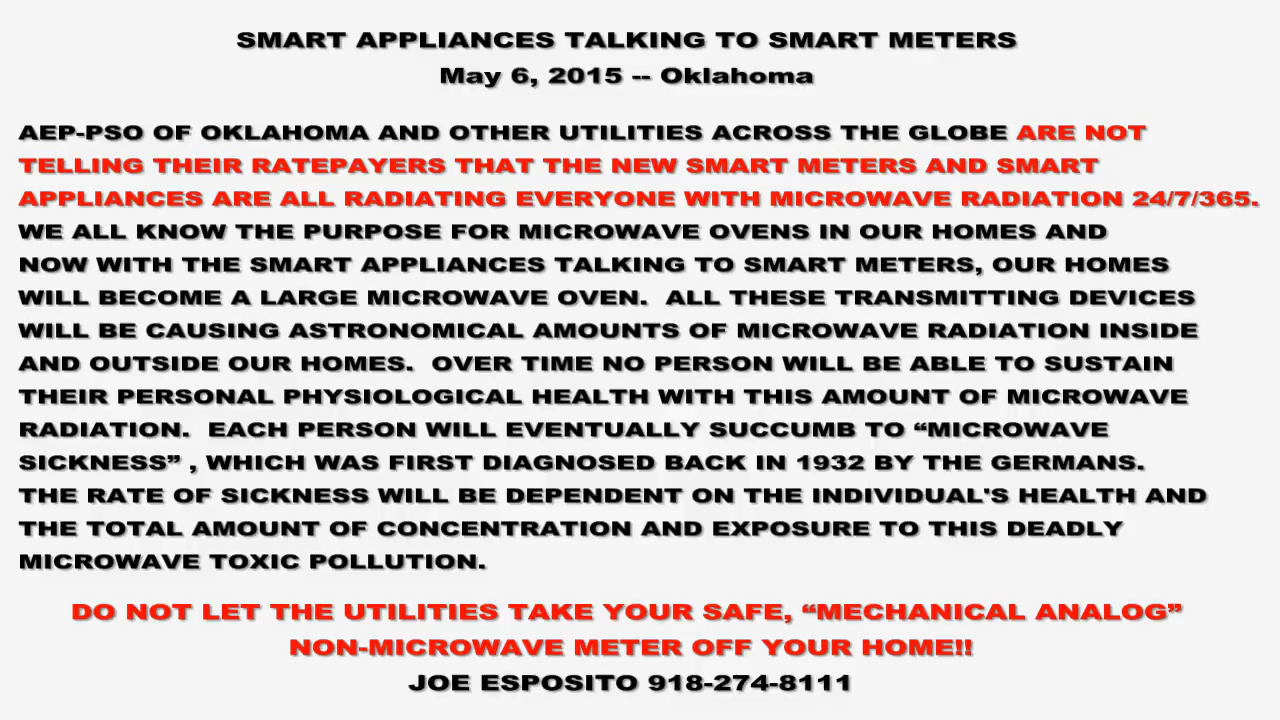 SMART APPLIANCES TALKING TO SMART METERS
May 6, 2015 -- Oklahoma
AEP-PSO OF OKLAHOMA AND OTHER UTILITIES ACROSS THE GLOBE ARE NOT
TELLING THEIR RATEPAYERS THAT THE NEW SMART METERS AND SMART
APPLIANCES ARE ALL RADIATING EVERYONE WITH MICROWAVE RADIATION 24/7/365.
WE ALL KNOW THE PURPOSE FOR MICROWAVE OVENS IN OUR HOMES AND
NOW WITH THE SMART APPLIANCES TALKING TO SMART METERS, OUR HOMES
WILL BECOME A LARGE MICROWAVE OVEN.  ALL THESE TRANSMITTING DEVICES
WILL BE CAUSING ASTRONOMICAL AMOUNTS OF MICROWAVE RADIATION INSIDE
AND OUTSIDE OUR HOMES.  OVER TIME NO PERSON WILL BE ABLE TO SUSTAIN
THEIR PERSONAL PHYSIOLOGICAL HEALTH WITH THIS AMOUNT OF MICROWAVE
RADIATION.  EACH PERSON WILL EVENTUALLY SUCCUMB TO “MICROWAVE
SICKNESS” , WHICH WAS FIRST DIAGNOSED BACK IN 1932 BY THE GERMANS.
THE RATE OF SICKNESS WILL BE DEPENDENT ON THE INDIVIDUAL'S HEALTH AND
THE TOTAL AMOUNT OF CONCENTRATION AND EXPOSURE TO THIS DEADLY
MICROWAVE TOXIC POLLUTION.
DO NOT LET THE UTILITIES TAKE YOUR SAFE, “MECHANICAL ANALOG”
NON-MICROWAVE METER OFF YOUR HOME!!
JOE ESPOSITO 918-274-8111